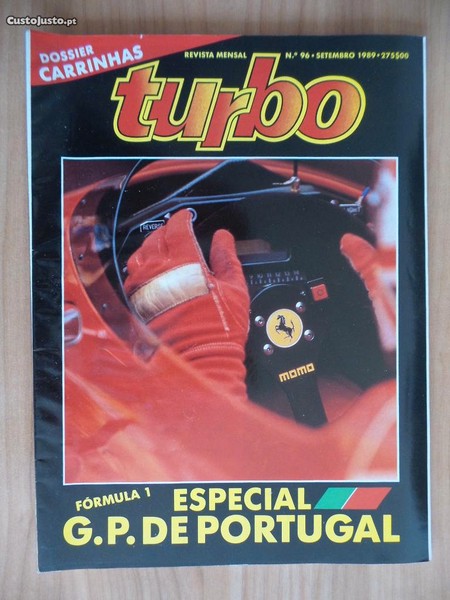 CustoJusto.pt
DOSSIER
CARRINHAS
REVISTA MENSAL
N.º 96 • SETEMBRO 1989 • 275$00
turbo
REVERSE
momo
FÓRMULA 1
ESPECIAL
G.P. DE PORTUGAL